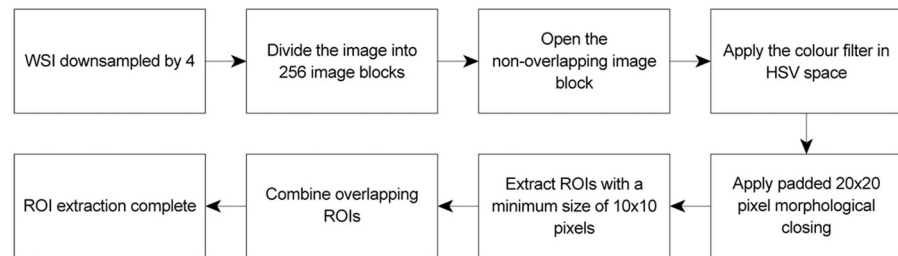 WSI downsampled by 4
Divide the image into
256 image blocks
Open the
non-overlapping image
block
Apply the colour filter in
HSV space
Apply padded 20x20
pixel morphological
closing
Extract ROIs with a
minimum size of 10x10
pixels
Combine overlapping
ROIs
ROI extraction complete